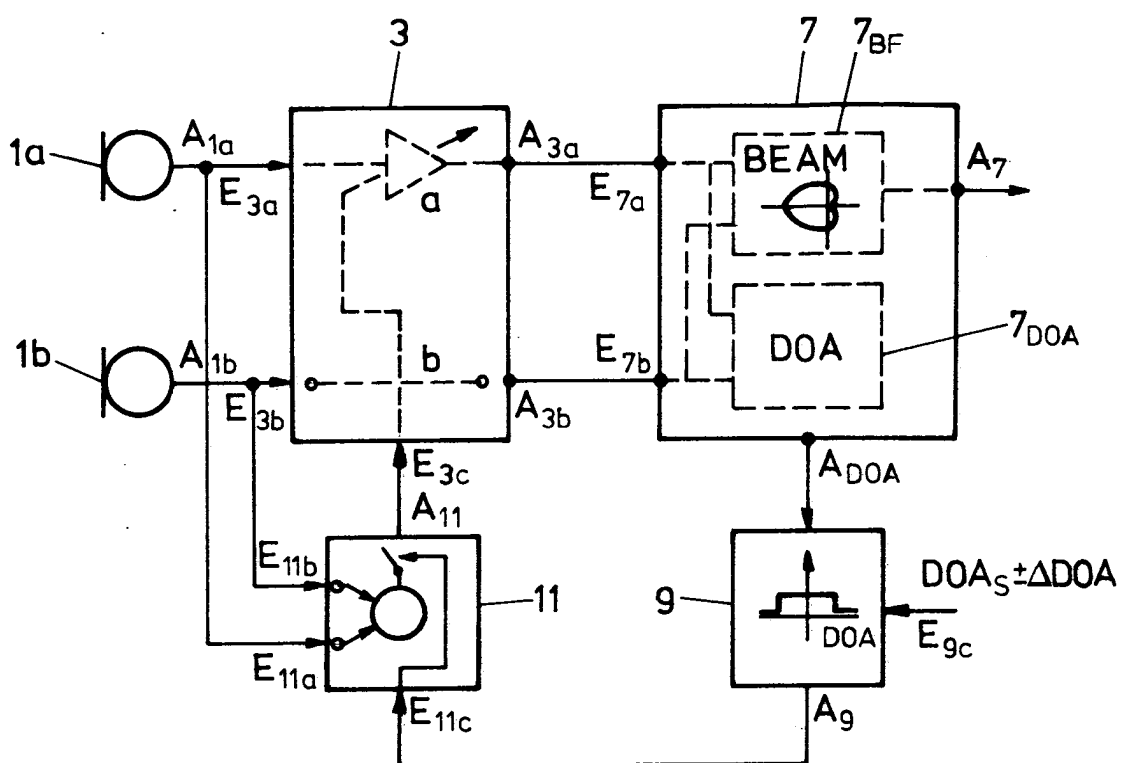 3
7
7BF
1a
A1a
E3a
a
A3a
E7a
BEAM
A7
1b
A1b
E3b
b
A3b
E7b
DOA
7DOA
E3c
A11
ADOA
E11b
11
E11a
E11c
9
DOA
DOAS±ΔDOA
E9c
A9